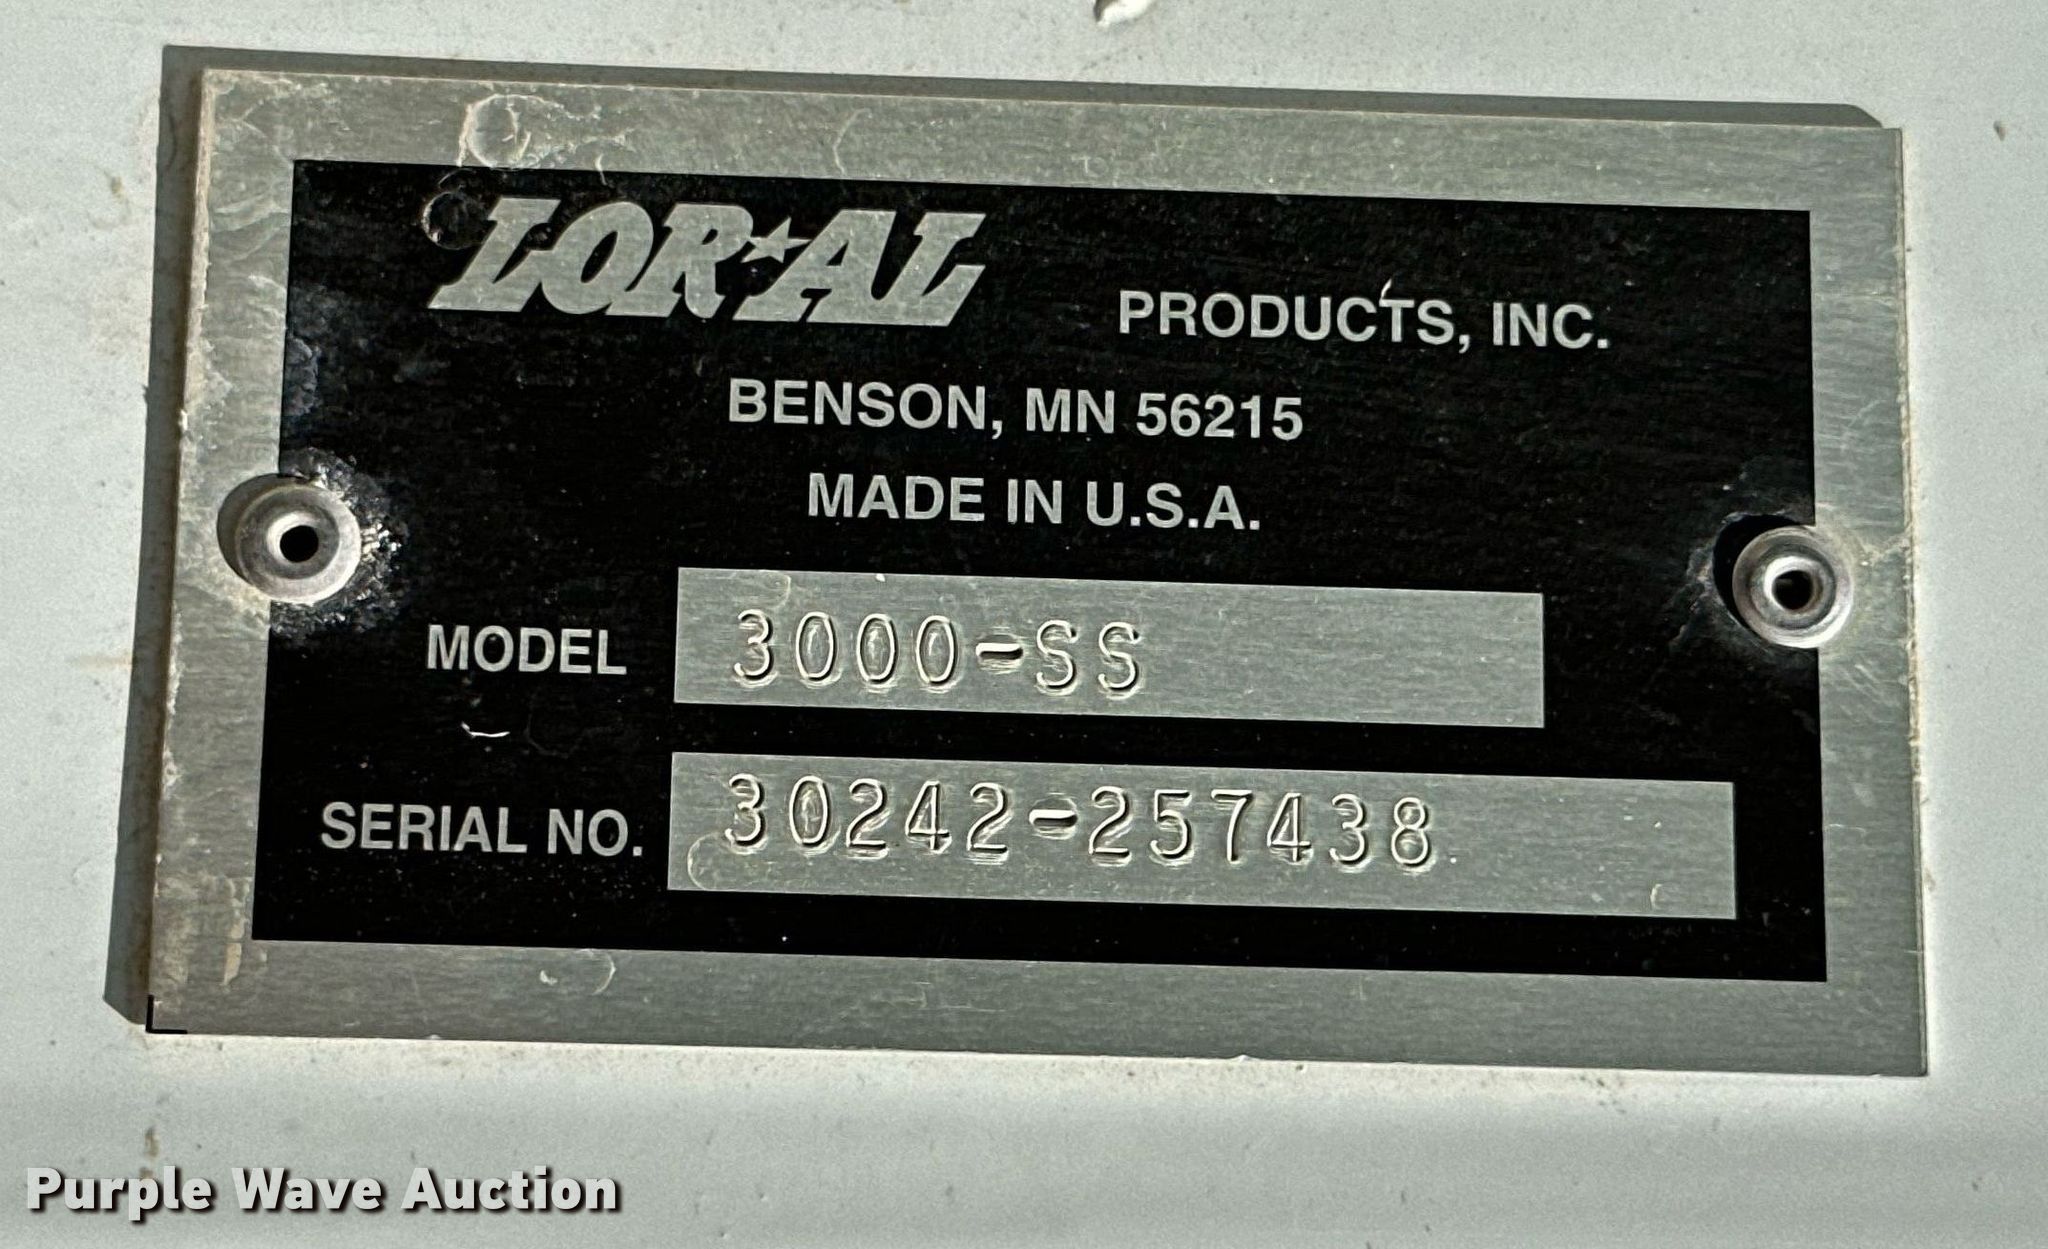 LOR★AL PRODUCTS, INC.
BENSON, MN 56215
MADE IN U.S.A.
MODEL 3000-SS
SERIAL NO. 30242-257438
Purple Wave Auction